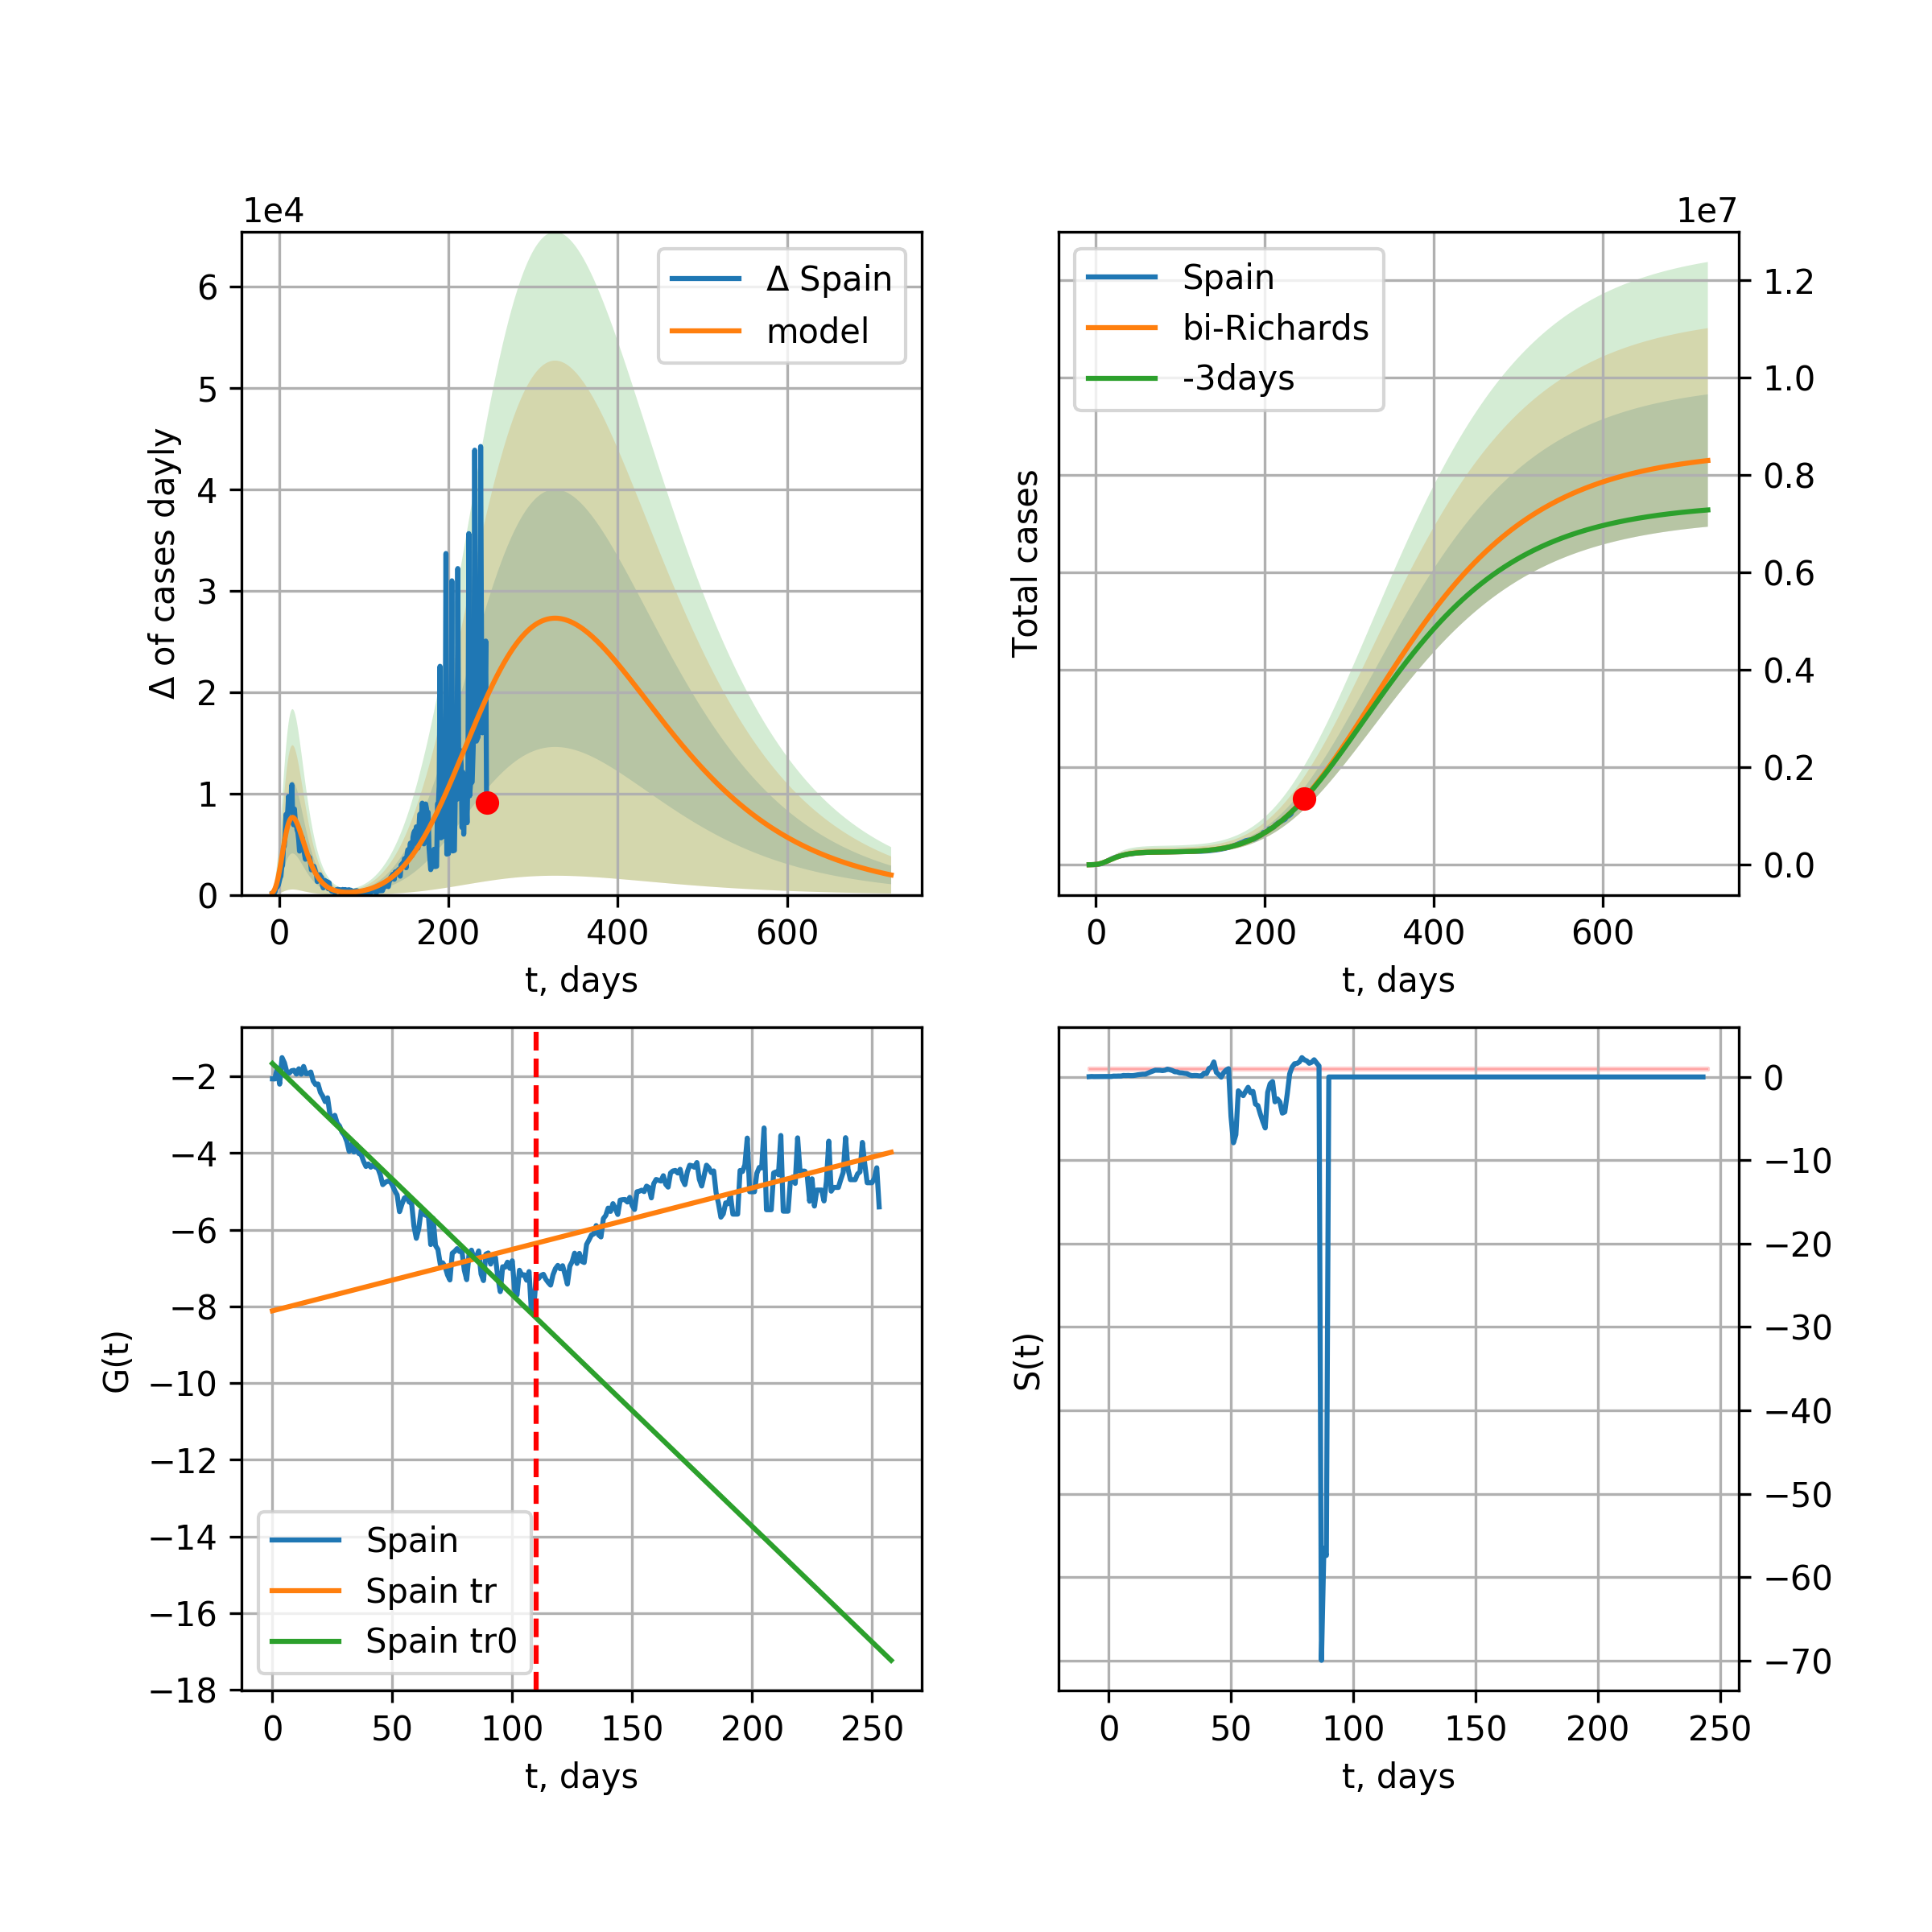 1e4
Δ of cases dayly
6
5
4
3
2
1
0
Δ Spain
model
0 200 400 600
t, days
1e7
Total cases
Spain
bi-Richards
-3days
1.2
1.0
0.8
0.6
0.4
0.2
0.0
0 200 400 600
t, days
G(t)
−2
−4
−6
−8
−10
−12
−14
−16
−18
Spain
Spain tr
Spain tr0
0 50 100 150 200 250
t, days
S(t)
0
−10
−20
−30
−40
−50
−60
−70
0 50 100 150 200 250
t, days